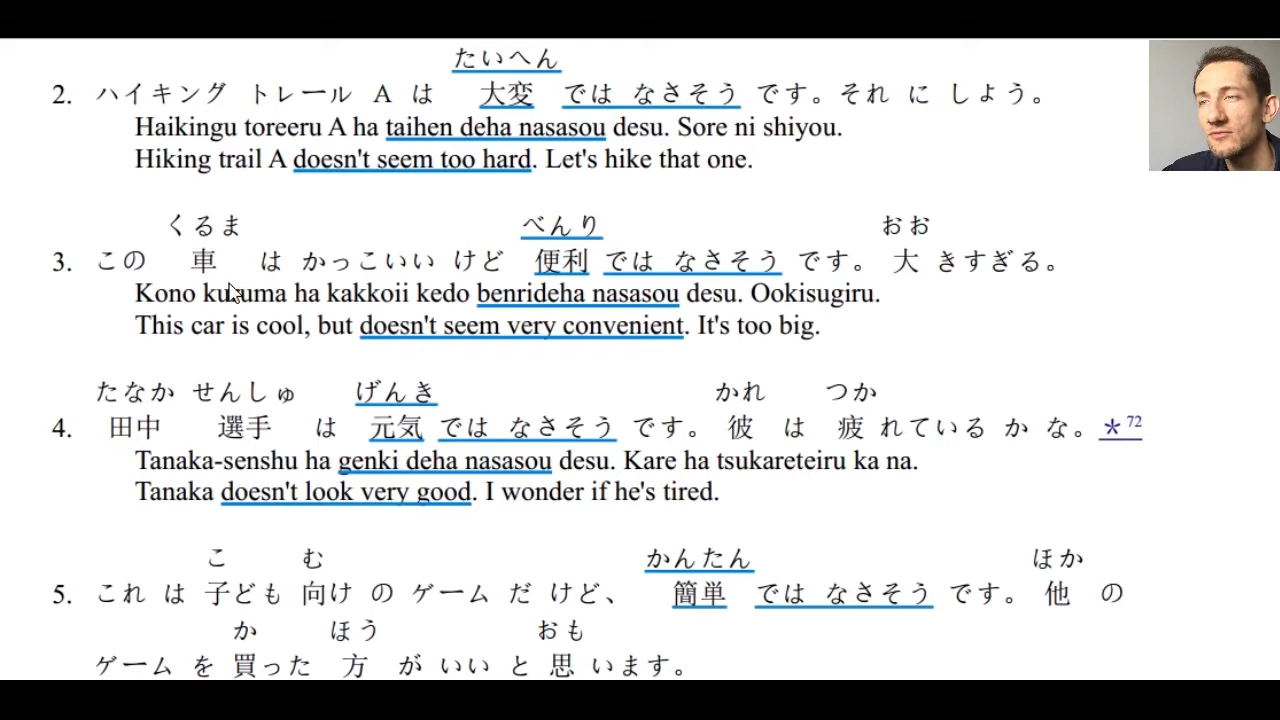 たいへん
2. ハイキング トレール A は 大変 では なさそう です。それ に しよう。
Haikingu toreeru A ha taihen deha nasasou desu. Sore ni shiyou.
Hiking trail A doesn't seem too hard. Let's hike that one.
くるま べんり おお
3. この 車 は かっこいい けど 便利 では なさそう です。 大 きすぎる。
Kono kuruma ha kakkoii kedo benrideha nasasou desu. Ookisugiru.
This car is cool, but doesn't seem very convenient. It's too big.
たなか せんしゅ げんき かれ つか
4. 田中 選手 は 元気 では なさそう です。 彼 は 疲 れている か な。 *72
Tanaka-senshu ha genki deha nasasou desu. Kare ha tsukareteiru ka na.
Tanaka doesn't look very good. I wonder if he's tired.
こ む かんたん ほか
5. これ は 子ども 向け の ゲーム だ けど、 簡単 では なさそう です。 他 の
か ほう おも
ゲーム を 買った 方 が いい と 思 います。